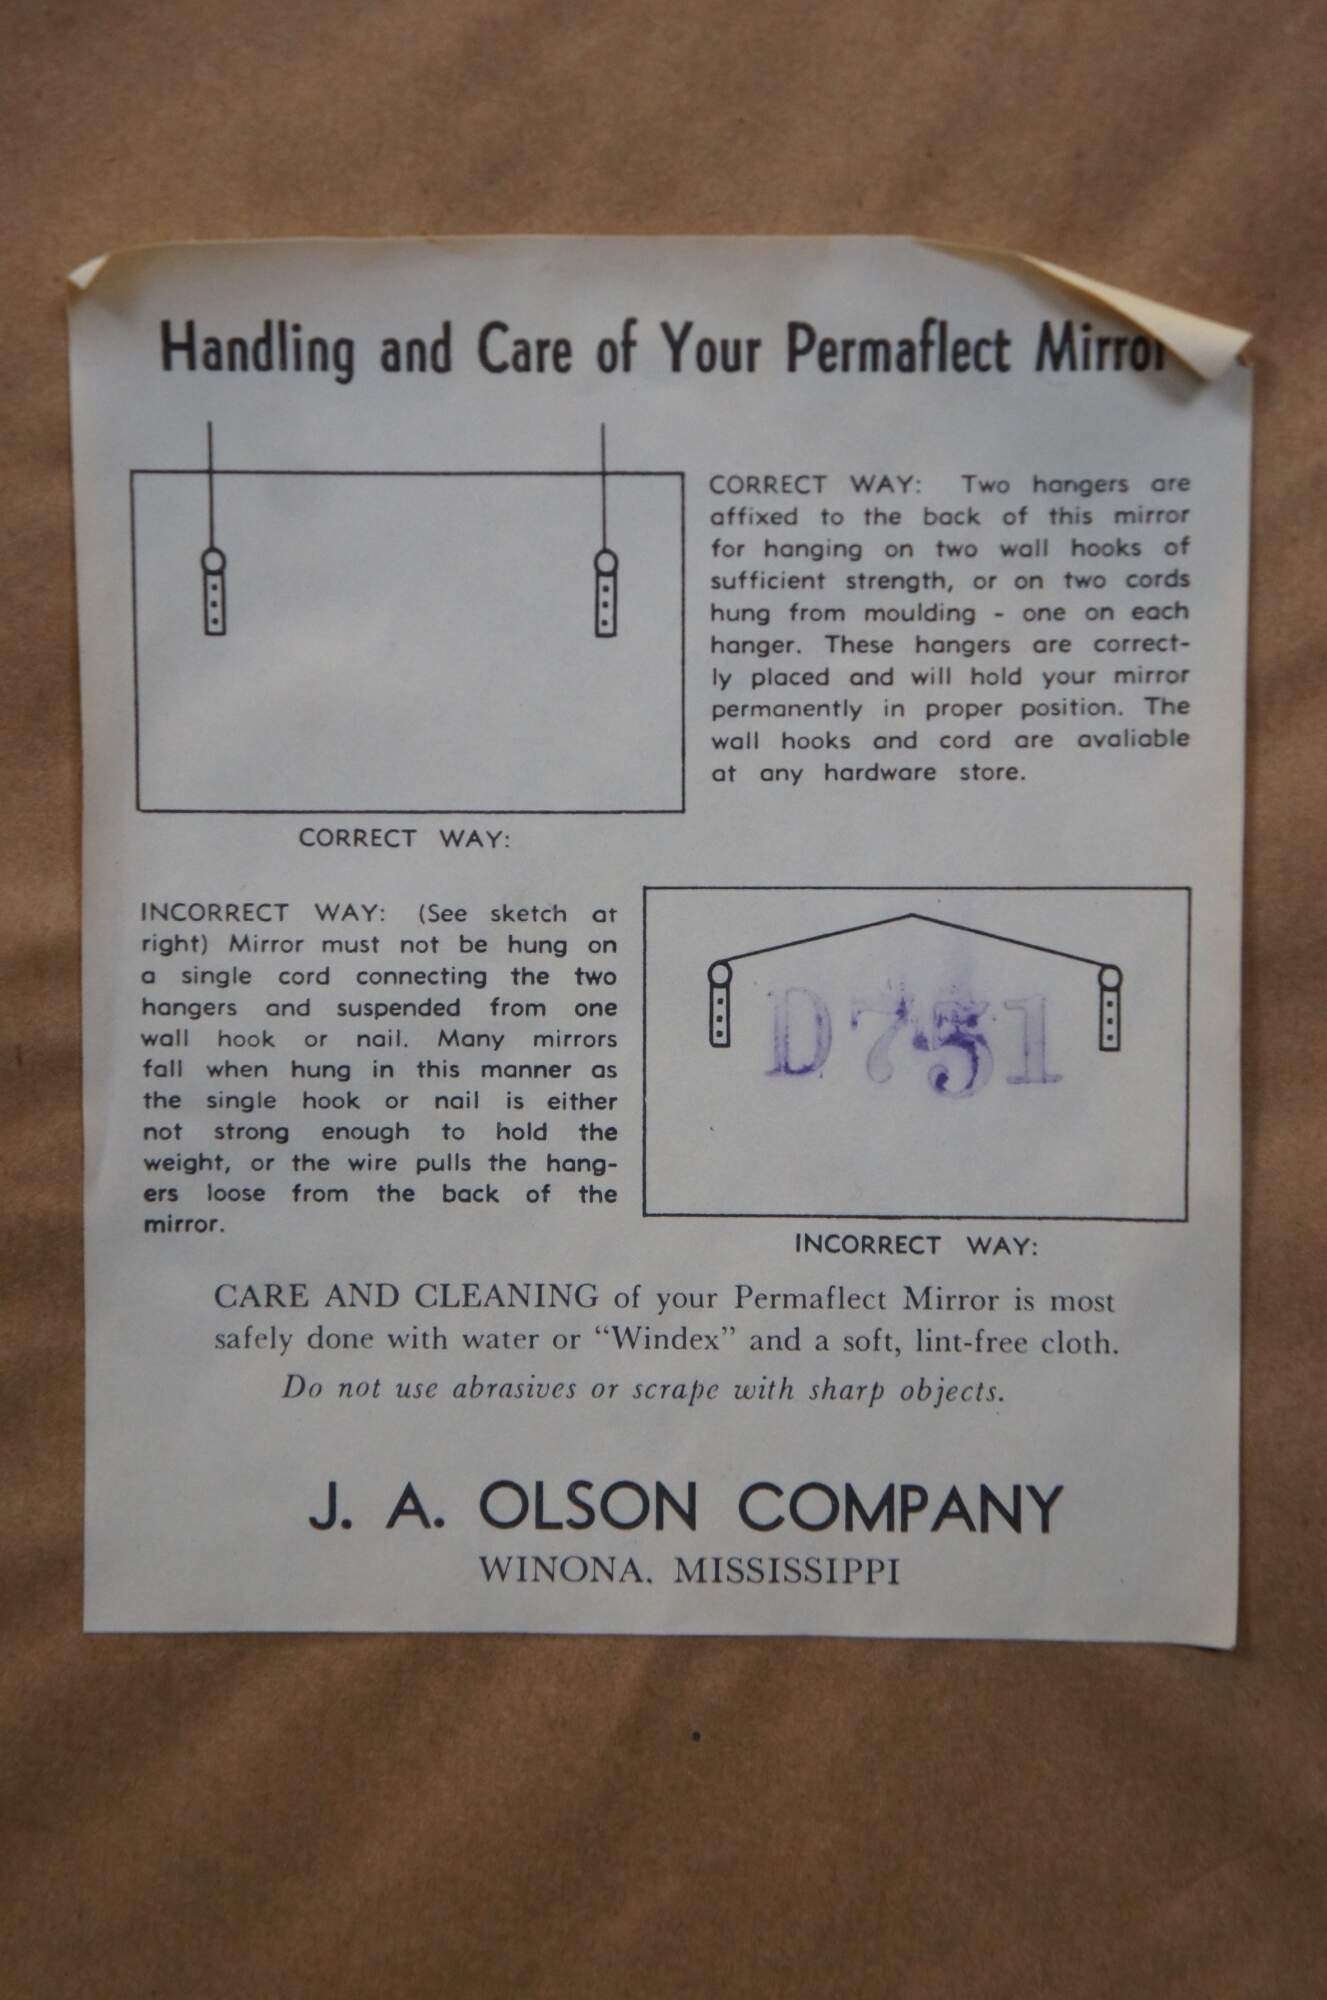 Handling and Care of Your Permaflect Mirror
CORRECT WAY: Two hangers are
affixed to the back of this mirror
for hanging on two wall hooks of
sufficient strength, or on two cords
hung from moulding - one on each
hanger. These hangers are correct-
ly placed and will hold your mirror
permanently in proper position. The
wall hooks and cord are avaliable
at any hardware store.
CORRECT WAY:
INCORRECT WAY: (See sketch at
right) Mirror must not be hung on
a single cord connecting the two
hangers and suspended from one
wall hook or nail. Many mirrors
fall when hung in this manner as
the single hook or nail is either
not strong enough to hold the
weight, or the wire pulls the hang-
ers loose from the back of the
mirror.
D751
INCORRECT WAY:
CARE AND CLEANING of your Permaflect Mirror is most
safely done with water or “Windex” and a soft, lint-free cloth.
Do not use abrasives or scrape with sharp objects.
J. A. OLSON COMPANY
WINONA, MISSISSIPPI